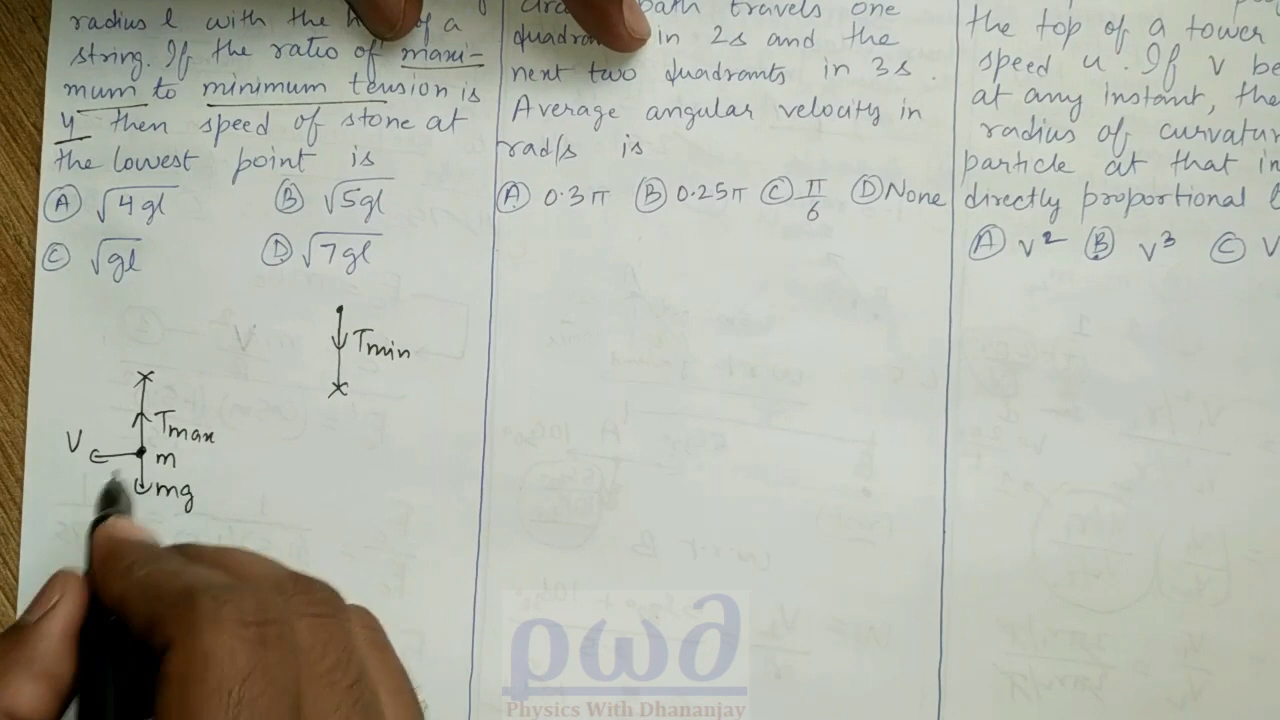 radius l with the of a
string. If the ratio of maxi-
mum to minimum tension is
4 then speed of stone at
the lowest point is
Ⓐ √4gl Ⓑ √5gl
Ⓒ √gl Ⓓ √7gl
Tmin
Tmax
V
m
mg
path travels one
in 2s and the
next two quadrants in 3s.
Average angular velocity in
rad/s is
Ⓐ 0.3π Ⓑ 0.25π Ⓒ π/6 Ⓓ None
the top of a tower
speed u. If v be
at any instant, the
radius of
particle at that
directly proportional
Ⓐ v² Ⓑ v³ Ⓒ
ρω∂
Physics With Dhananjay